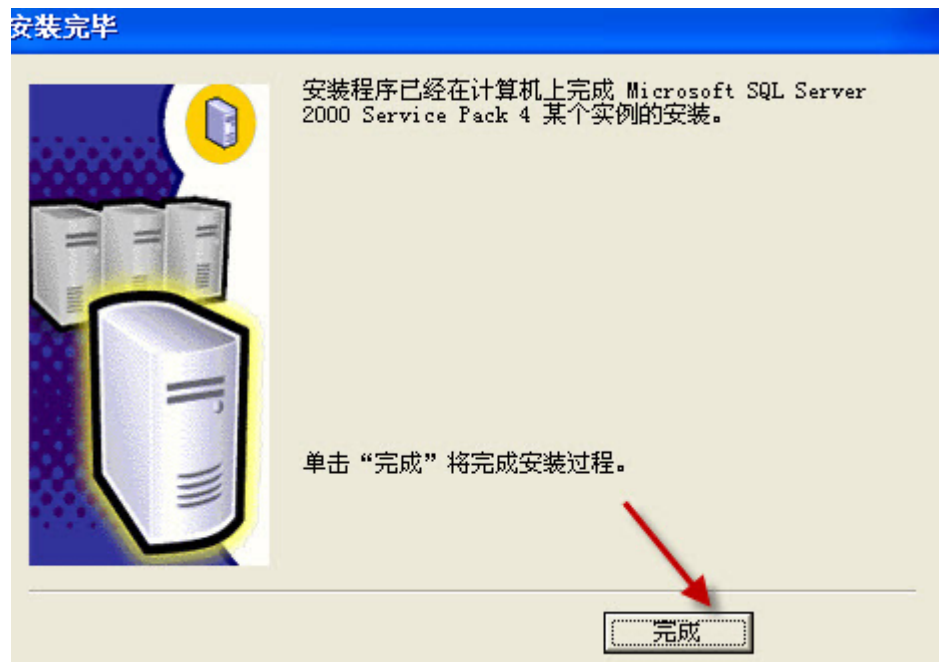 安装完毕
安装程序已经在计算机上完成 Microsoft SQL Server
2000 Service Pack 4 某个实例的安装。
单击“完成”将完成安装过程。
完成